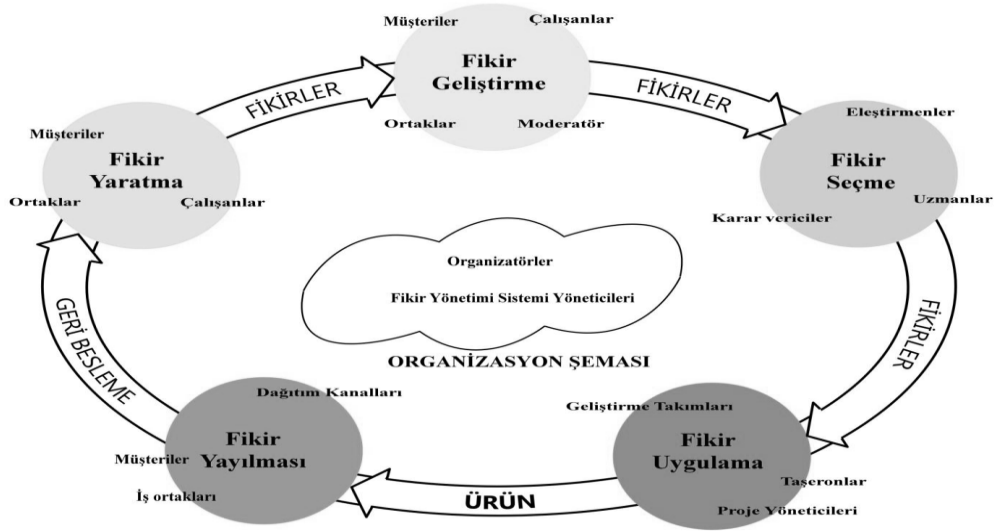 Müşteriler
Çalışanlar
Fikir
Geliştirme
Ortaklar
Moderatör
FİKİRLER
FİKİRLER
Eleştirmenler
Fikir
Seçme
Uzmanlar
Karar vericiler
Müşteriler
Fikir
Yaratma
Ortaklar
Çalışanlar
Organizatörler
Fikir Yönetimi Sistemi Yöneticileri
ORGANİZASYON ŞEMASI
GERİ BESLEME
FİKİRLER
Dağıtım Kanalları
Fikir
Yayılması
Müşteriler
İş ortakları
Geliştirme Takımları
Fikir
Uygulama
Taşeronlar
Proje Yöneticileri
ÜRÜN